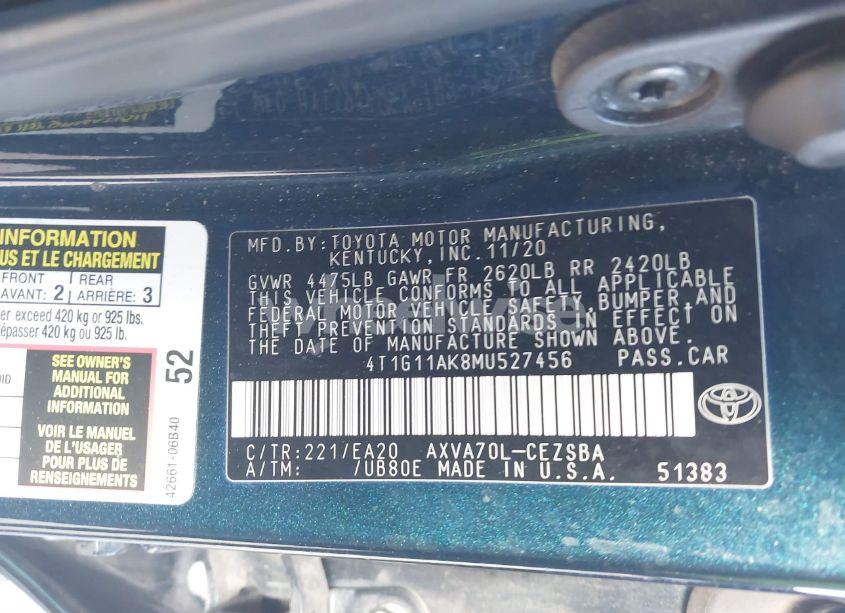 INFORMATION
US ET LE CHARGEMENT
FRONT
AVANT: 2
REAR
ARRIÈRE: 3
er exceed 420 kg or 925 lbs.
dépasser 420 kg ou 925 lb.
SEE OWNER'S
MANUAL FOR
ADDITIONAL
INFORMATION
VOIR LE MANUEL
DE L'USAGER
POUR PLUS DE
RENSEIGNEMENTS
52
42661-06B40
MFD.BY:TOYOTA MOTOR MANUFACTURING,
KENTUCKY, INC.11/20
GVWR 4475LB GAWR FR 2620LB RR 2420LB
THIS VEHICLE CONFORMS TO ALL APPLICABLE
FEDERAL MOTOR VEHICLE SAFETY, BUMPER, AND
THEFT PREVENTION STANDARDS IN EFFECT ON
THE DATE OF MANUFACTURE SHOWN ABOVE.
4T1G11AK8MU527456 PASS.CAR
C/TR:221/EA20 AXVA70L-CEZSBA
A/TM: /UB80E MADE IN U.S.A. 51383